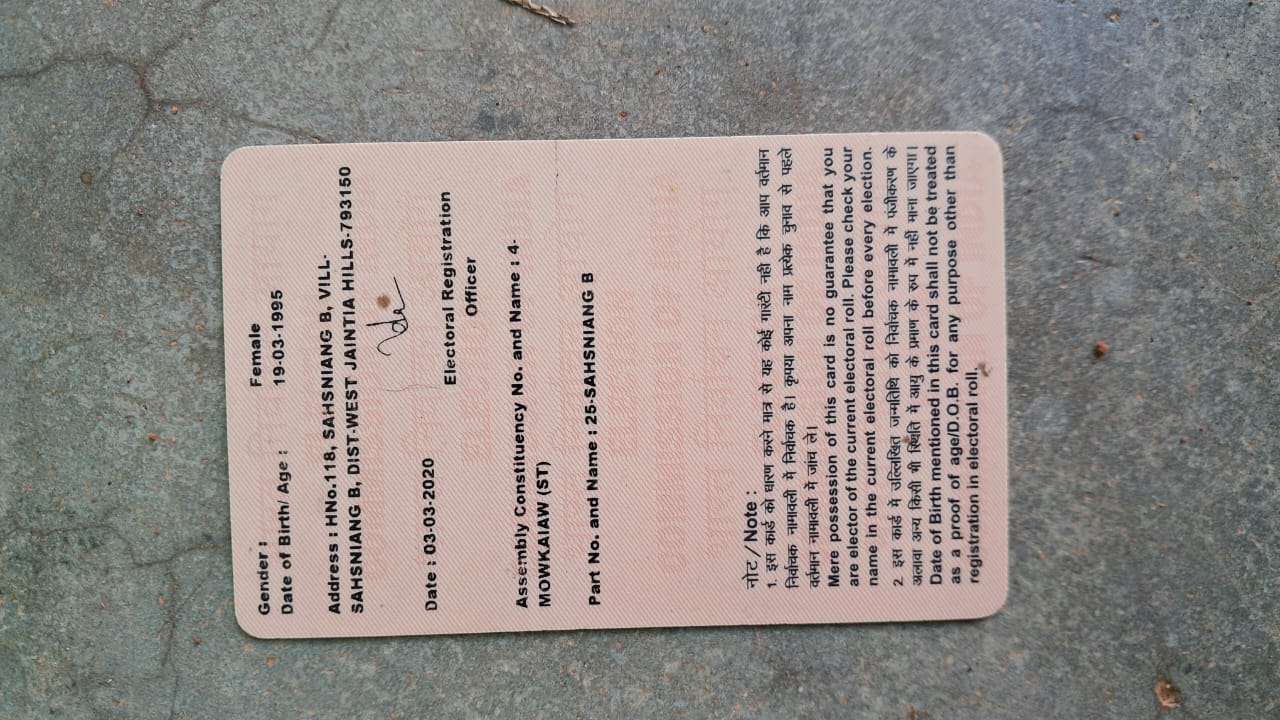 Gender : Female
Date of Birth/ Age : 19-03-1995
Address : HNo.118, SAHSNIANG B, VILL-
SAHSNIANG B, DIST-WEST JAINTIA HILLS-793150
Date : 03-03-2020
Electoral Registration
Officer
Assembly Constituency No. and Name : 4-
MOWKAIAW (ST)
Part No. and Name : 25-SAHSNIANG B
नोट / Note :
1. इस कार्ड को धारण करने मात्र से यह कोई गारंटी नहीं है कि आप वर्तमान
निर्वाचक नामावली में निर्वाचक है। कृपया अपना नाम प्रत्येक चुनाव से पहले
वर्तमान नामावली में जांच ले।
Mere possession of this card is no guarantee that you
are elector of the current electoral roll. Please check your
name in the current electoral roll before every election.
2. इस कार्ड में उल्लिखित जन्मतिथि को निर्वाचक नामावली में पंजीकरण के
अलावा अन्य किसी भी स्थिति में आयु के प्रमाण के रूप में नहीं माना जाएगा।
Date of Birth mentioned in this card shall not be treated
as a proof of age/D.O.B. for any purpose other than
registration in electoral roll.